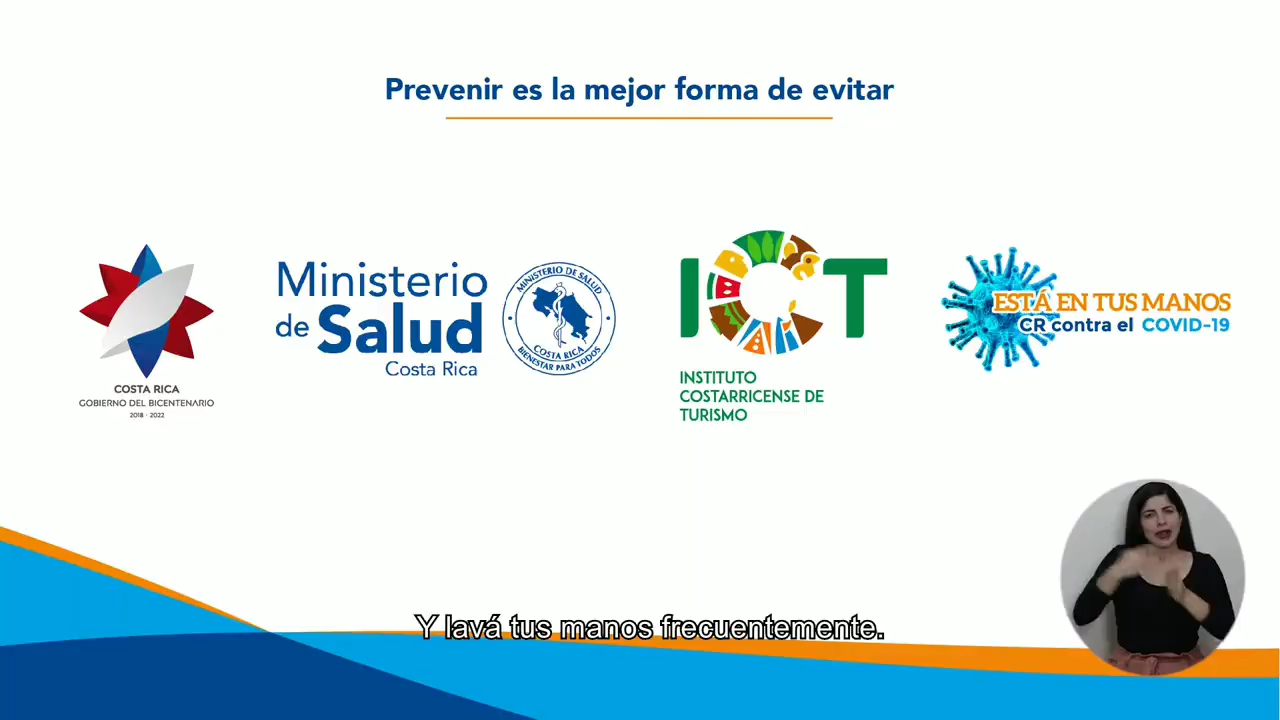 Prevenir es la mejor forma de evitar
COSTA RICA
GOBIERNO DEL BICENTENARIO
2018 - 2022
Ministerio
de Salud
Costa Rica
MINISTERIO DE SALUD
COSTA RICA
BIENESTAR PARA TODOS
ICT
INSTITUTO
COSTARRICENSE DE
TURISMO
ESTÁ EN TUS MANOS
CR contra el COVID-19
Y lavá tus manos frecuentemente.